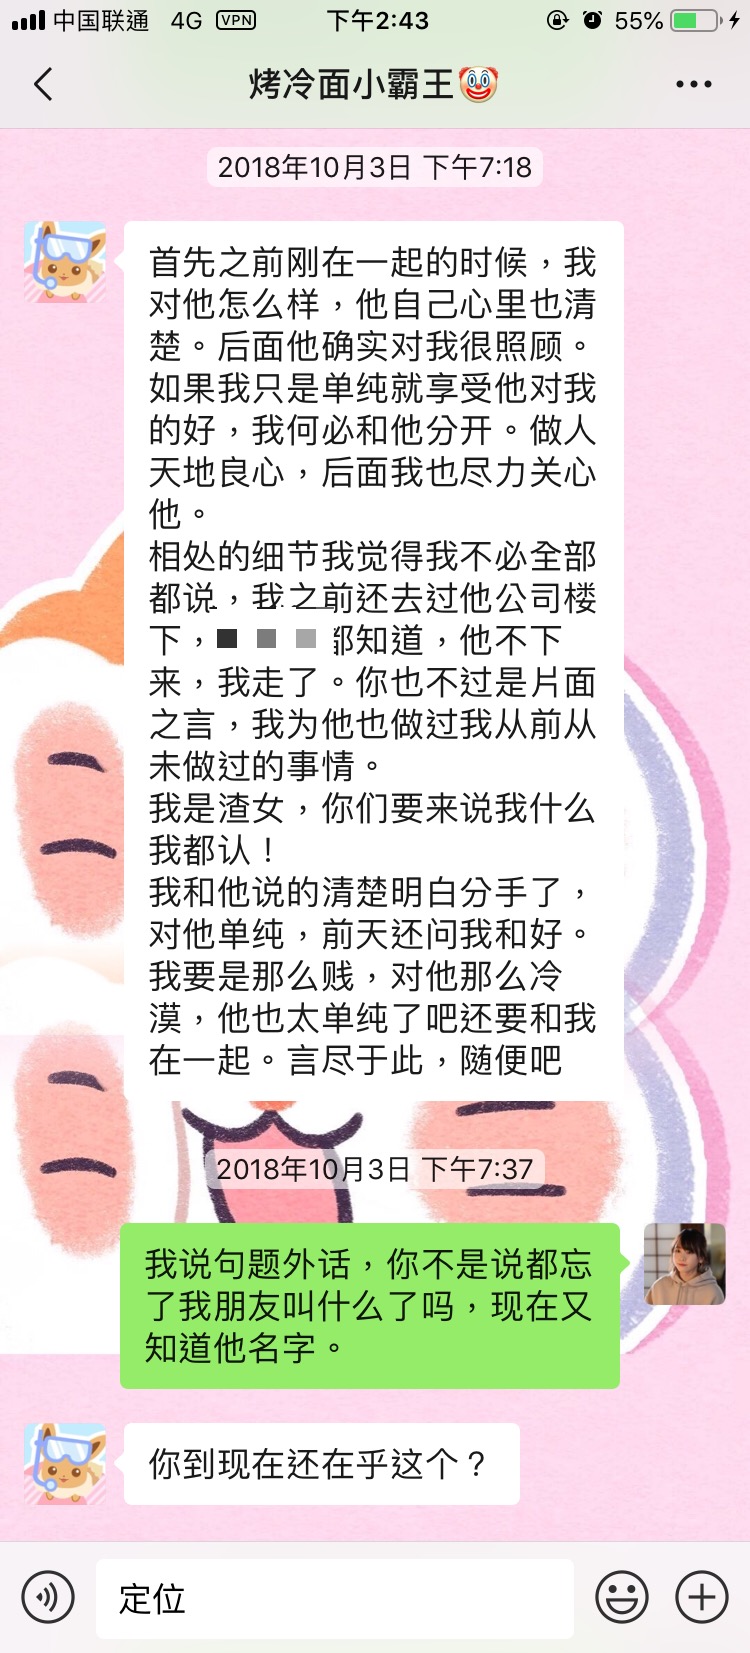 中国联通 4G VPN 下午2:43 55%
烤冷面小霸王🤡
2018年10月3日 下午7:18
首先之前刚在一起的时候，我
对他怎么样，他自己心里也清
楚。后面他确实对我很照顾。
如果我只是单纯就享受他对我
的好，我何必和他分开。做人
天地良心，后面我也尽力关心
他。
相处的细节我觉得我不必全部
都说，我之前还去过他公司楼
下，都知道，他不下
来，我走了。你也不过是片面
之言，我为他也做过我从前从
未做过的事情。
我是渣女，你们要来说我什么
我都认！
我和他说的清楚明白分手了，
对他单纯，前天还问我和好。
我要是那么贱，对他那么冷
漠，他也太单纯了吧还要和我
在一起。言尽于此，随便吧
2018年10月3日 下午7:37
我说句题外话，你不是说都忘
了我朋友叫什么了吗，现在又
知道他名字。
你到现在还在乎这个？
定位